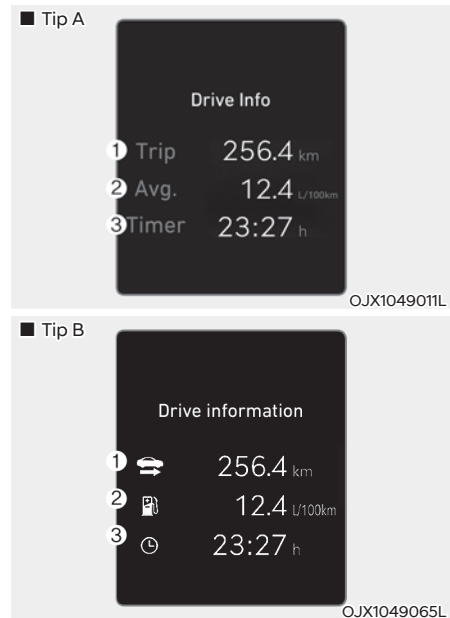 ■ Tip A
Drive Info
① Trip 256.4 km
② Avg. 12.4 L/100km
③ Timer 23:27 h
OJX1049011L
■ Tip B
Drive information
① 256.4 km
② 12.4 L/100km
③ 23:27 h
OJX1049065L